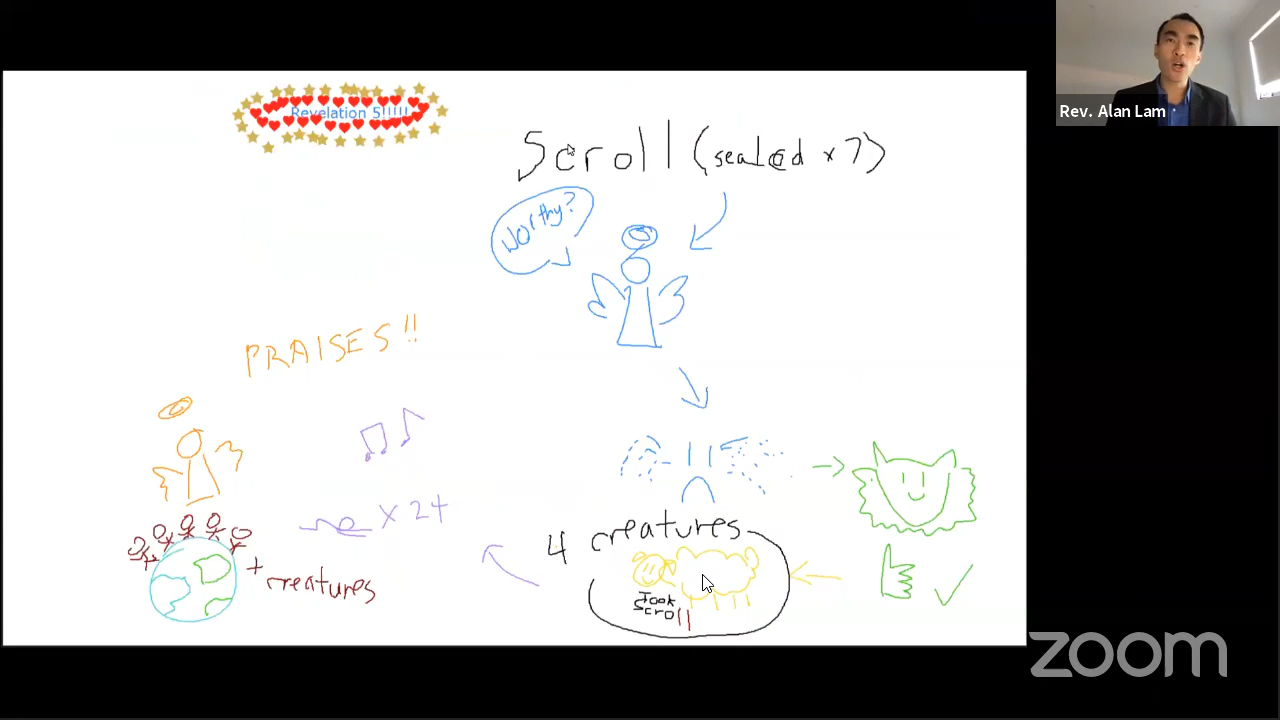 Rev. Alan Lam
Revelation 5!!!!!
Scroll (sealed x 7)
Worthy?
PRAISES!!
x 24
4 creatures
+ creatures
Took
Scroll
zoom